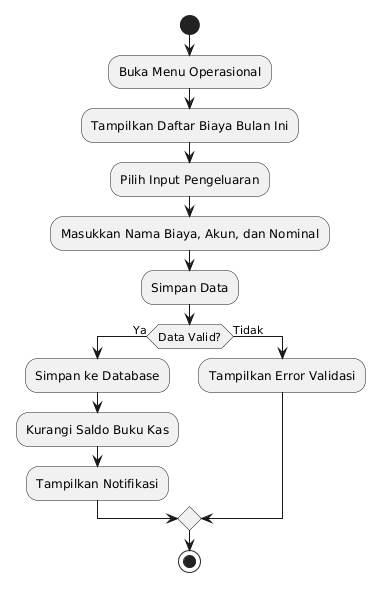 Buka Menu Operasional
Tampilkan Daftar Biaya Bulan Ini
Pilih Input Pengeluaran
Masukkan Nama Biaya, Akun, dan Nominal
Simpan Data
Ya
Data Valid?
Tidak
Simpan ke Database
Tampilkan Error Validasi
Kurangi Saldo Buku Kas
Tampilkan Notifikasi